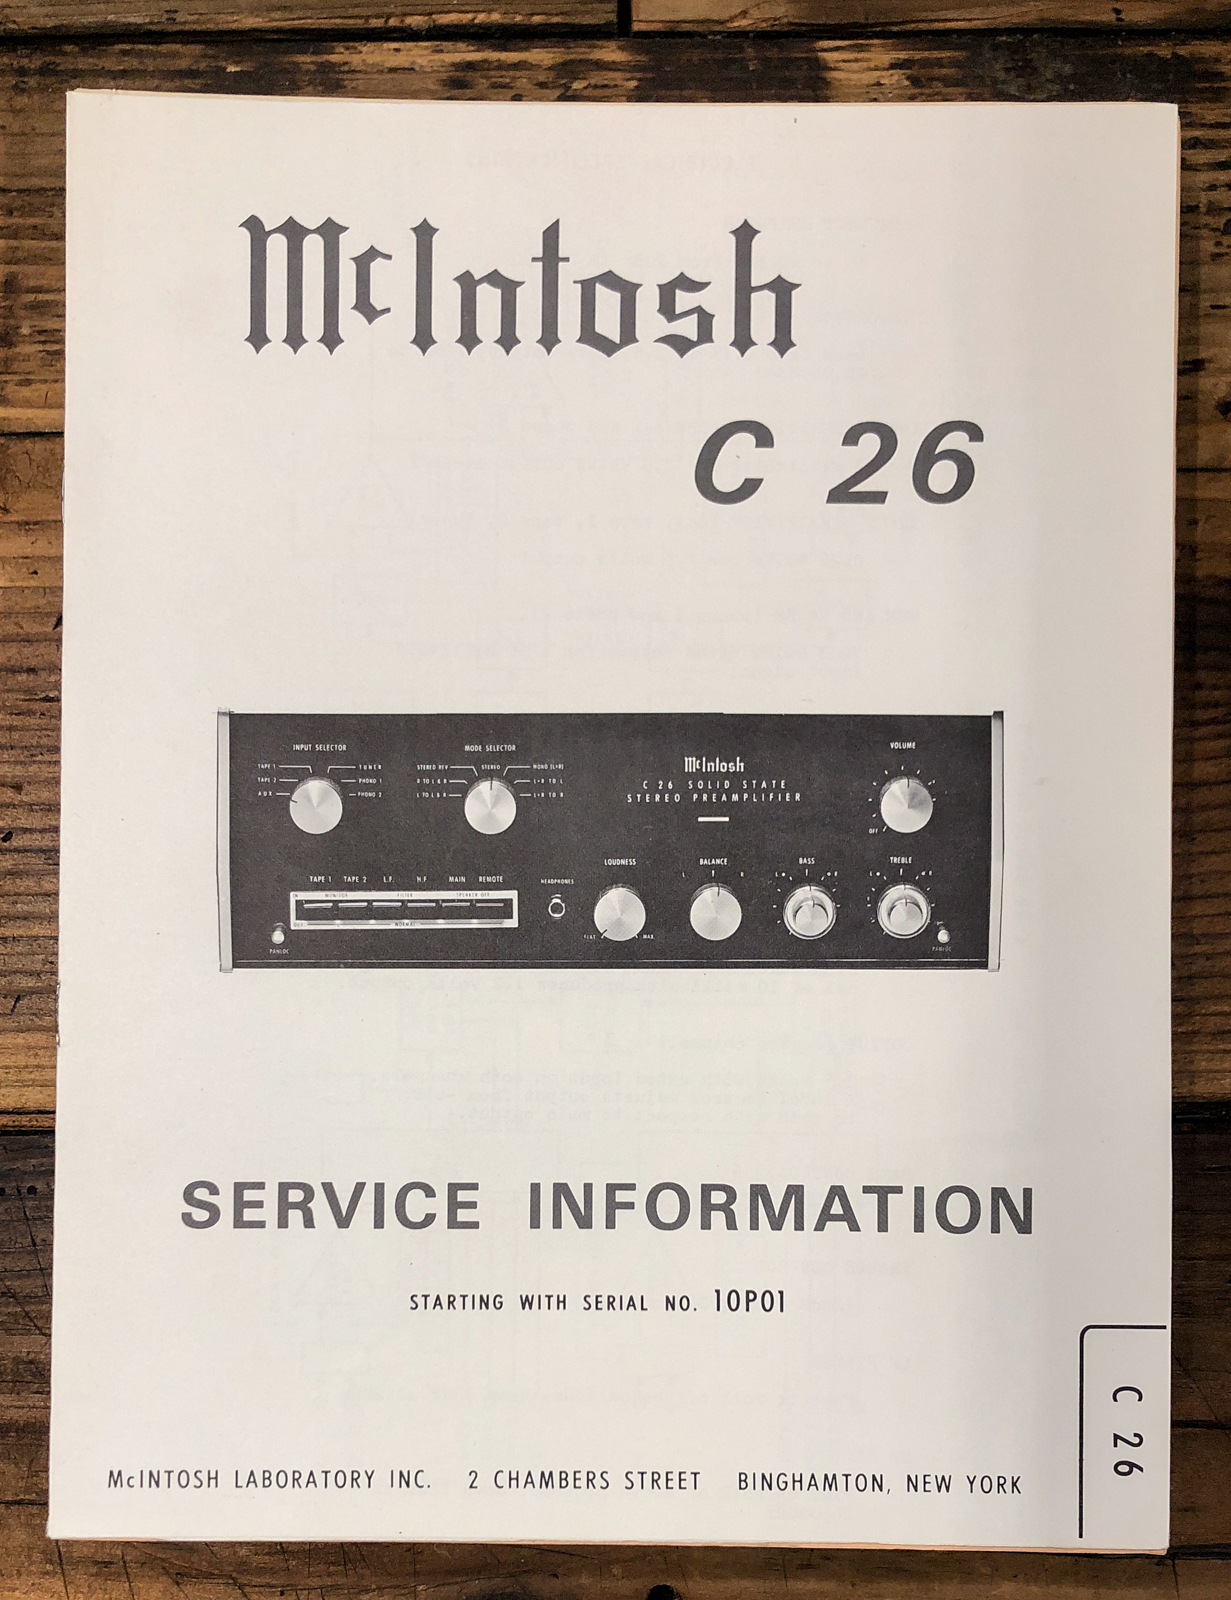 McIntosh
C 26
INPUT SELECTOR
TAPE 1
TAPE 2
AUX
TUNER
PHONO 1
PHONO 2
MODE SELECTOR
STEREO REV
STEREO
MONO (L+R)
R TO L & R
L TO L & R
L+R TO L
L+R TO R
McIntosh
C 26 SOLID STATE
STEREO PREAMPLIFIER
VOLUME
OFF
TAPE 1 TAPE 2 L.F. H.F MAIN REMOTE
IN MONITOR FILTER SPEAKER OFF
OUT NORMAL
HEADPHONES
LOUDNESS
FLAT MAX.
BALANCE
L R
BASS
TREBLE
PANLOC
PANLOC
SERVICE INFORMATION
STARTING WITH SERIAL NO. 10P01
C 26
McINTOSH LABORATORY INC. 2 CHAMBERS STREET BINGHAMTON, NEW YORK